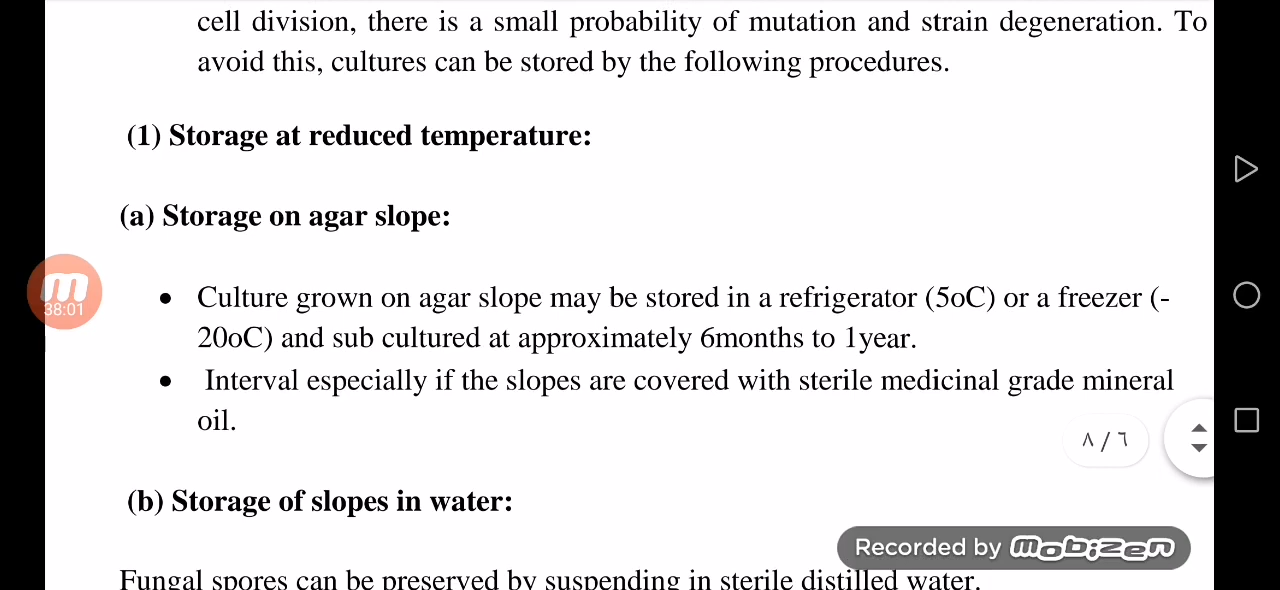 cell division, there is a small probability of mutation and strain degeneration. To
avoid this, cultures can be stored by the following procedures.
(1) Storage at reduced temperature:
(a) Storage on agar slope:
• Culture grown on agar slope may be stored in a refrigerator (5oC) or a freezer (-
20oC) and sub cultured at approximately 6months to 1year.
• Interval especially if the slopes are covered with sterile medicinal grade mineral
oil.
(b) Storage of slopes in water:
Fungal spores can be preserved by suspending in sterile distilled water.
m
38:01
٨ / ٦
Recorded by mobizen